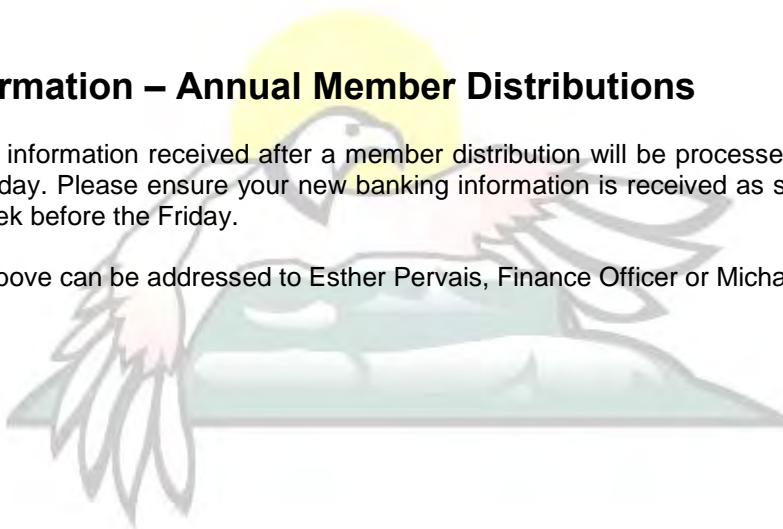 rmation – Annual Member Distributions
information received after a member distribution will be processe
day. Please ensure your new banking information is received as s
ek before the Friday.
ove can be addressed to Esther Pervais, Finance Officer or Micha